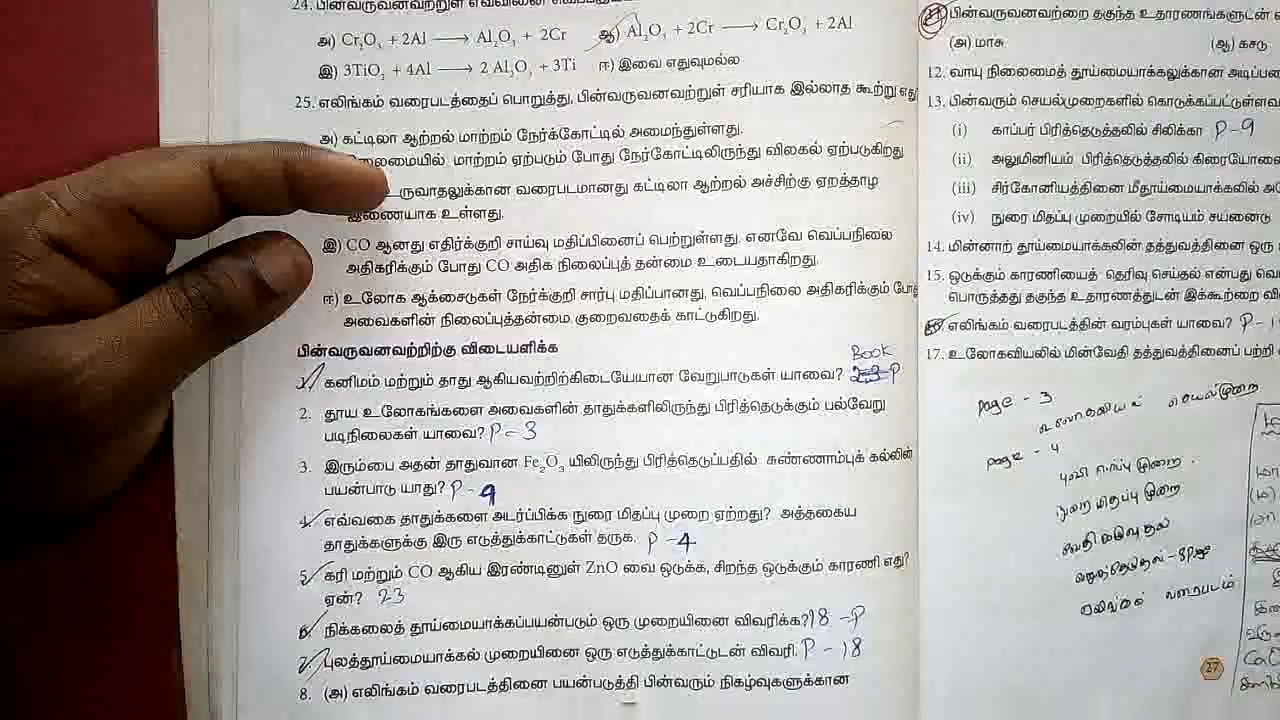 24. பின்வருவனவற்றுள்
அ) Cr₂O₃ + 2Al ⟶ Al₂O₃ + 2Cr ஆ) Al₂O₃ + 2Cr ⟶ Cr₂O₃ + 2Al
இ) 3TiO₂ + 4Al ⟶ 2 Al₂O₃ + 3Ti ஈ) இவை எதுவுமல்ல
25. எலிங்கம் வரைபடத்தைப் பொறுத்து, பின்வருவனவற்றுள் சரியாக இல்லாத கூற்று எது
அ) கட்டிலா ஆற்றல் மாற்றம் நேர்க்கோட்டில் அமைந்துள்ளது.
மாற்றம் ஏற்படும் போது நேர்கோட்டிலிருந்து விலகல் ஏற்படுகிறது
ருவாதலுக்கான வரைபடமானது கட்டிலா ஆற்றல் அச்சிற்கு ஏறத்தாழ
இணையாக உள்ளது.
இ) CO ஆனது எதிர்க்குறி சாய்வு மதிப்பினைப் பெற்றுள்ளது. எனவே வெப்பநிலை
அதிகரிக்கும் போது CO அதிக நிலைப்புத் தன்மை உடையதாகிறது.
ஈ) உலோக ஆக்சைடுகள் நேர்க்குறி சார்பு மதிப்பானது, வெப்பநிலை அதிகரிக்கும் போது
அவைகளின் நிலைப்புத்தன்மை குறைவதைக் காட்டுகிறது.
பின்வருவனவற்றிற்கு விடையளிக்க
Book
1. கனிமம் மற்றும் தாது ஆகியவற்றிற்கிடையேயான வேறுபாடுகள் யாவை? 23-P
2. தூய உலோகங்களை அவைகளின் தாதுக்களிலிருந்து பிரித்தெடுக்கும் பல்வேறு
படிநிலைகள் யாவை? P-3
3. இரும்பை அதன் தாதுவான Fe₂O₃ யிலிருந்து பிரித்தெடுப்பதில் சுண்ணாம்புக் கல்லின்
பயன்பாடு யாது? P-9
4. எவ்வகை தாதுக்களை அடர்ப்பிக்க நுரை மிதப்பு முறை ஏற்றது? அத்தகைய
தாதுக்களுக்கு இரு எடுத்துக்காட்டுகள் தருக. P-4
5. கரி மற்றும் CO ஆகிய இரண்டினுள் ZnO வை ஒடுக்க, சிறந்த ஒடுக்கும் காரணி எது?
ஏன்? 23
6. நிக்கலைத் தூய்மையாக்கப்பயன்படும் ஒரு முறையினை விவரிக்க? 18-P
7. புலத்தூய்மையாக்கல் முறையினை ஒரு எடுத்துக்காட்டுடன் விவரி. P-18
8. (அ) எலிங்கம் வரைபடத்தினை பயன்படுத்தி பின்வரும் நிகழ்வுகளுக்கான
பின்வருவனவற்றை தகுந்த உதாரணங்களுடன்
(அ) மாசு (ஆ) கசடு
12. வாயு நிலைமைத் தூய்மையாக்கலுக்கான
13. பின்வரும் செயல்முறைகளில்
(i) காப்பர் பிரித்தெடுத்தலில் சிலிக்கா P-9
(ii) அலுமினியம் பிரித்தெடுத்தலில்
(iii) சிர்கோனியத்தினை மீதூய்மையாக்கலில்
(iv) நுரை மிதப்பு முறையில் சோடியம் சயனைடு
14. மின்னாற் தூய்மையாக்கலின் தத்துவத்தினை ஒரு
15. ஒடுக்கும் காரணியைத் தெரிவு செய்தல் என்பது
பொருத்தது தகுந்த உதாரணத்துடன் இக்கூற்றை
எலிங்கம் வரைபடத்தின் வரம்புகள் யாவை?
17. உலோகவியலில் மின்வேதி தத்துவத்தினைப் பற்றி
page - 3
page - 4
புவி ஈர்ப்பு முறை.
நுரை மிதப்பு முறை
எலிங்கம் வரைபடம்
27